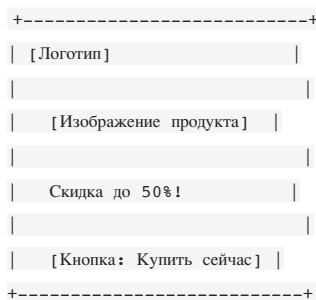 +---------------------------+
| [Логотип] |
| |
| [Изображение продукта] |
| |
| Скидка до 50%! |
| |
| [Кнопка: Купить сейчас] |
+---------------------------+